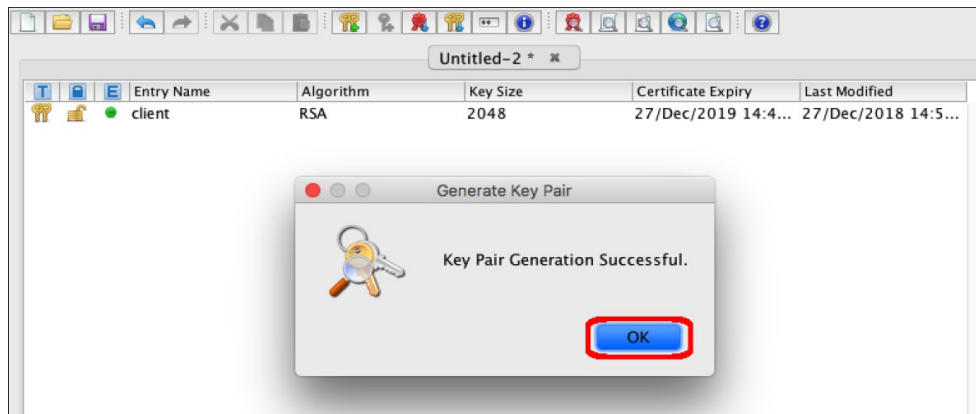 Untitled-2 * ✖
T E Entry Name Algorithm Key Size Certificate Expiry Last Modified
client RSA 2048 27/Dec/2019 14:4... 27/Dec/2018 14:5...
Generate Key Pair
Key Pair Generation Successful.
OK